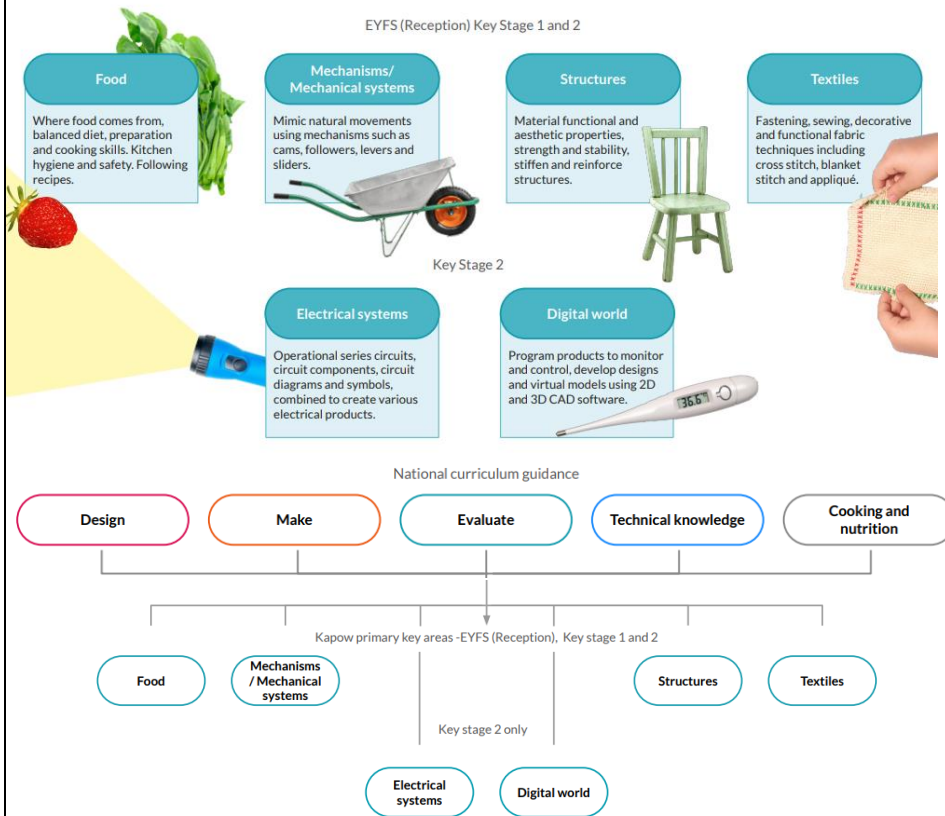 EYFS (Reception) Key Stage 1 and 2
Food
Where food comes from,
balanced diet, preparation
and cooking skills. Kitchen
hygiene and safety. Following
recipes.
Mechanisms/
Mechanical systems
Mimic natural movements
using mechanisms such as
cams, followers, levers and
sliders.
Structures
Material functional and
aesthetic properties,
strength and stability,
stiffen and reinforce
structures.
Textiles
Fastening, sewing, decorative
and functional fabric
techniques including
cross stitch, blanket
stitch and appliqué.
Key Stage 2
Electrical systems
Operational series circuits,
circuit components, circuit
diagrams and symbols,
combined to create various
electrical products.
Digital world
Program products to monitor
and control, develop designs
and virtual models using 2D
and 3D CAD software.
36.6°
National curriculum guidance
Design
Make
Evaluate
Technical knowledge
Cooking and
nutrition
Kapow primary key areas -EYFS (Reception), Key stage 1 and 2
Food
Mechanisms
/ Mechanical
systems
Structures
Textiles
Key stage 2 only
Electrical
systems
Digital world